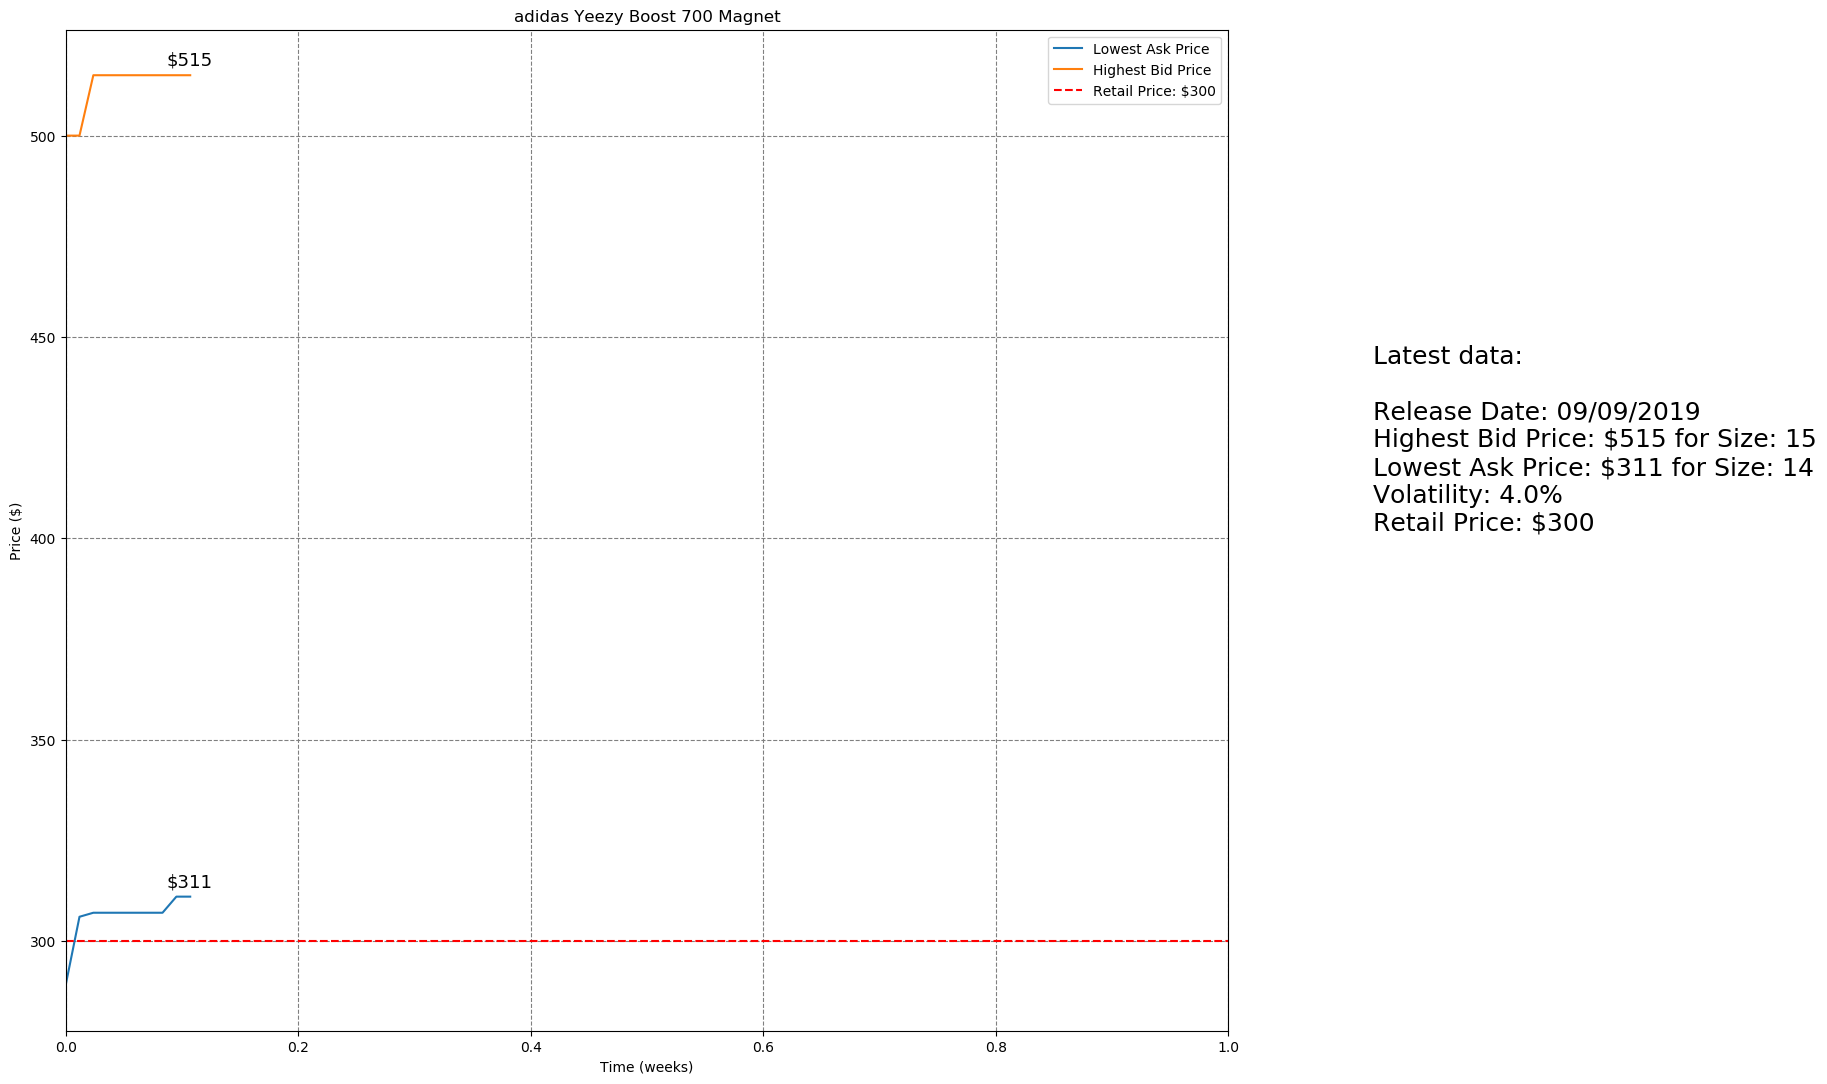 adidas Yeezy Boost 700 Magnet
$515
Lowest Ask Price
Highest Bid Price
Retail Price: $300
500
450
400
350
300
Price ($)
$311
0.0
0.2
0.4
0.6
0.8
1.0
Time (weeks)
Latest data:
Release Date: 09/09/2019
Highest Bid Price: $515 for Size: 15
Lowest Ask Price: $311 for Size: 14
Volatility: 4.0%
Retail Price: $300